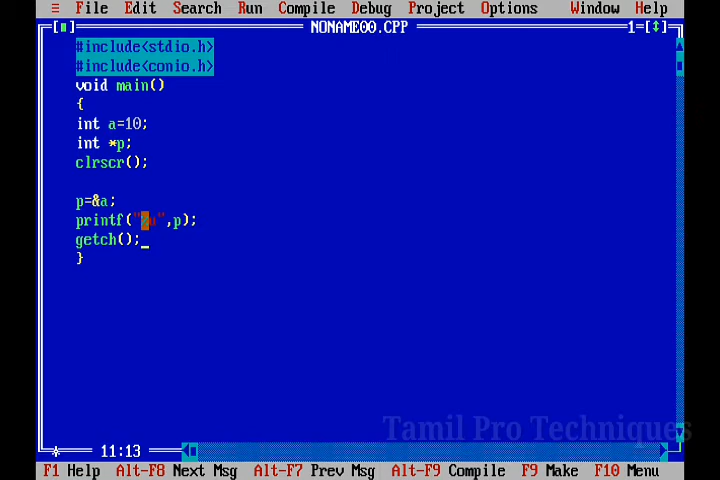 ≡ File Edit Search Run Compile Debug Project Options Window Help
[■] NONAME00.CPP 1=[↕]
#include<stdio.h>
#include<conio.h>
void main()
{
int a=10;
int *p;
clrscr();
p=&a;
printf("%u",p);
getch();_
}
Tamil Pro Techniques
* 11:13
F1 Help Alt-F8 Next Msg Alt-F7 Prev Msg Alt-F9 Compile F9 Make F10 Menu